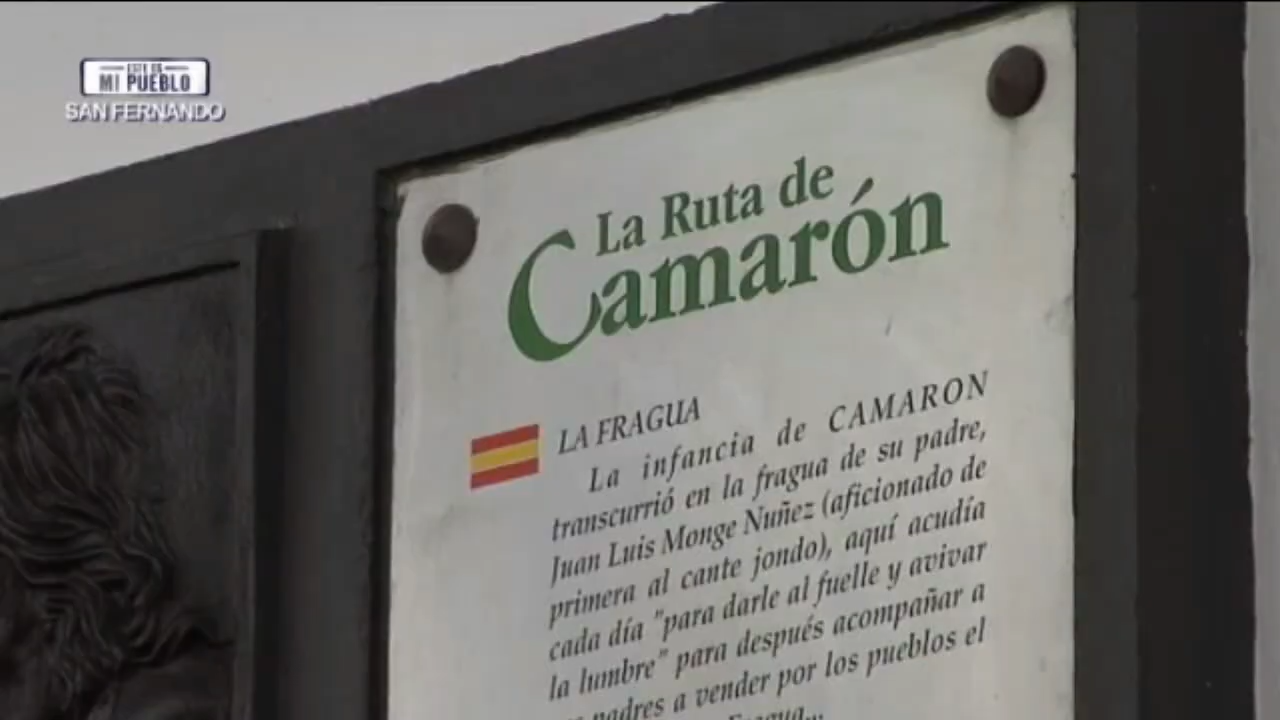 ESTE ES
MI PUEBLO
SAN FERNANDO
La Ruta de
Camarón
LA FRAGUA
La infancia de CAMARON
transcurrió en la fragua de su padre,
Juan Luis Monge Nuñez (aficionado de
primera al cante jondo), aquí acudía
cada día "para darle al fuelle y avivar
la lumbre" para después acompañar a
padres a vender por los pueblos el
Fragua...